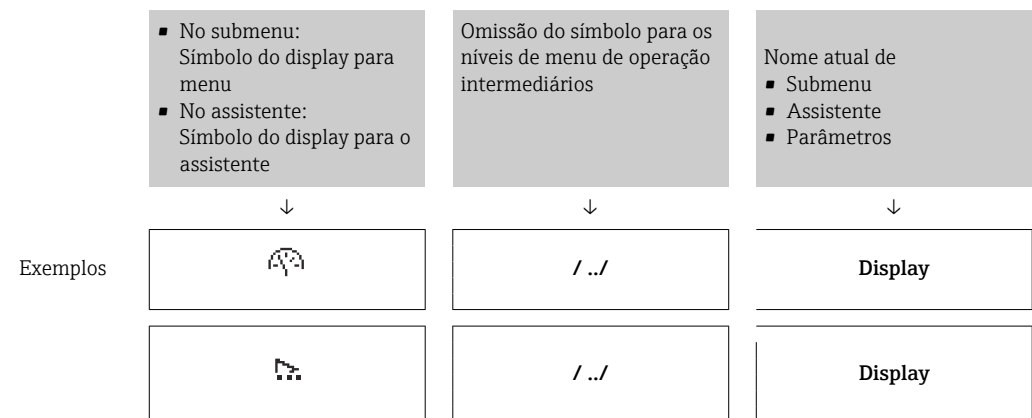 ▪ No submenu:
Símbolo do display para
menu
▪ No assistente:
Símbolo do display para o
assistente
Omissão do símbolo para os
níveis de menu de operação
intermediários
Nome atual de
▪ Submenu
▪ Assistente
▪ Parâmetros
↓ ↓ ↓
Exemplos / ../ Display
/ ../ Display